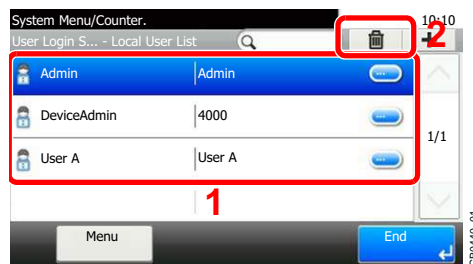 System Menu/Counter. 10:10
User Login S... - Local User List
2
Admin Admin
DeviceAdmin 4000
1/1
User A User A
1
Menu End